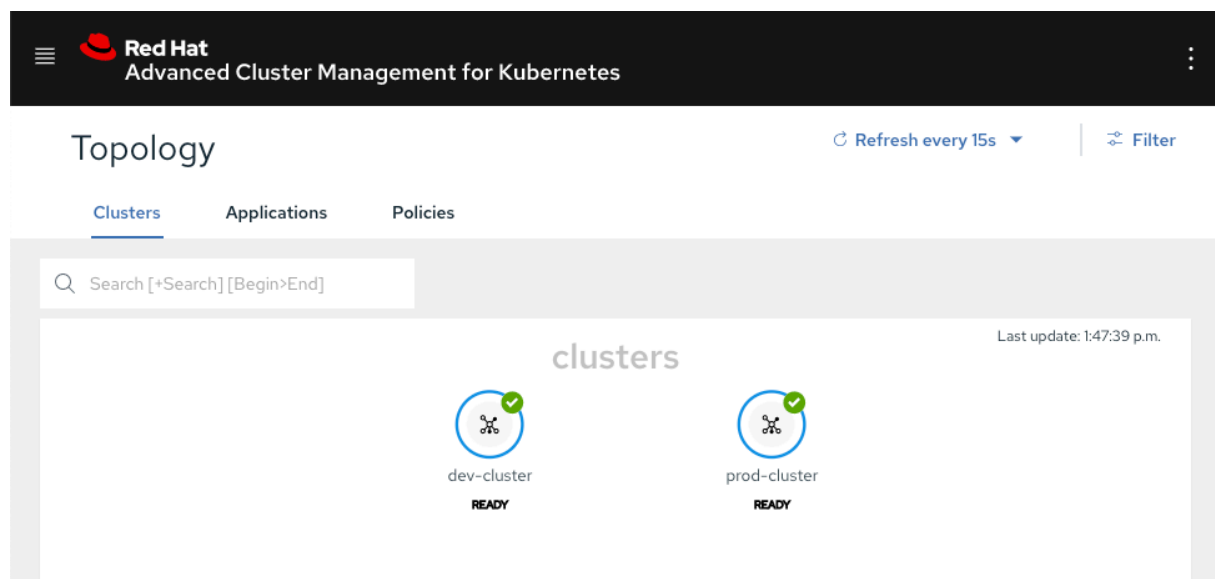 Red Hat
Advanced Cluster Management for Kubernetes
Topology
Refresh every 15s
Filter
Clusters
Applications
Policies
Search [+Search] [Begin>End]
Last update: 1:47:39 p.m.
clusters
dev-cluster
prod-cluster
READY
READY